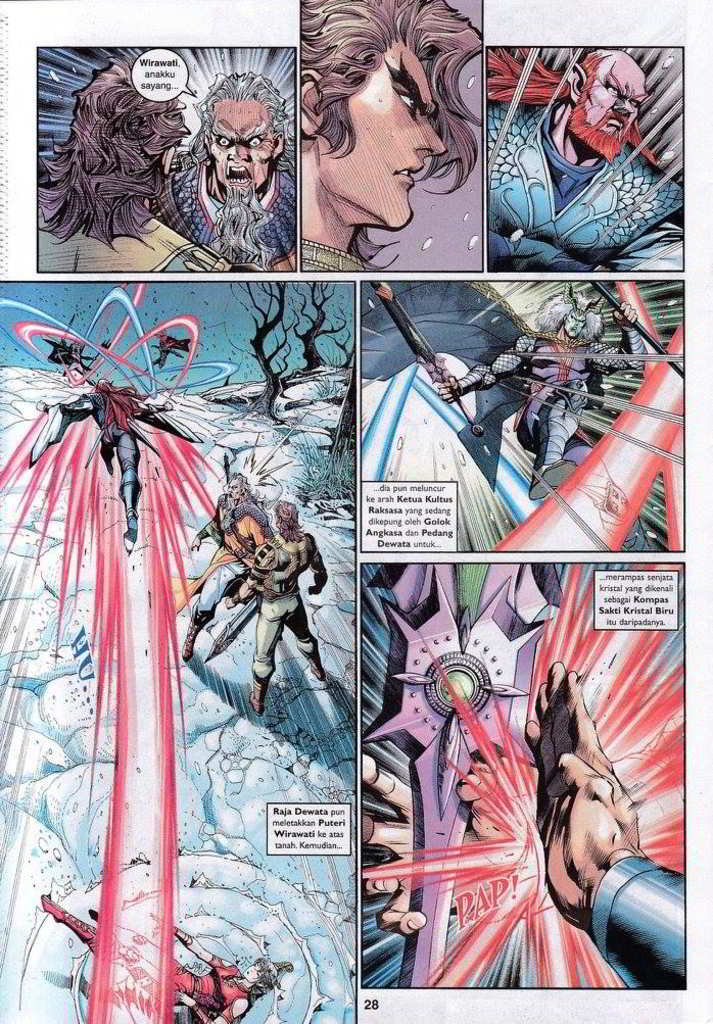 Wirawati,
anakku
sayang...
...dia pun meluncur
ke arah Ketua Kultus
Raksasa yang sedang
dikepung oleh Golok
Angkasa dan Pedang
Dewata untuk...
...merampas senjata
kristal yang dikenali
sebagai Kompas
Sakti Kristal Biru
itu daripadanya.
Raja Dewata pun
meletakkan Puteri
Wirawati ke atas
tanah. Kemudian...
PAP!
28